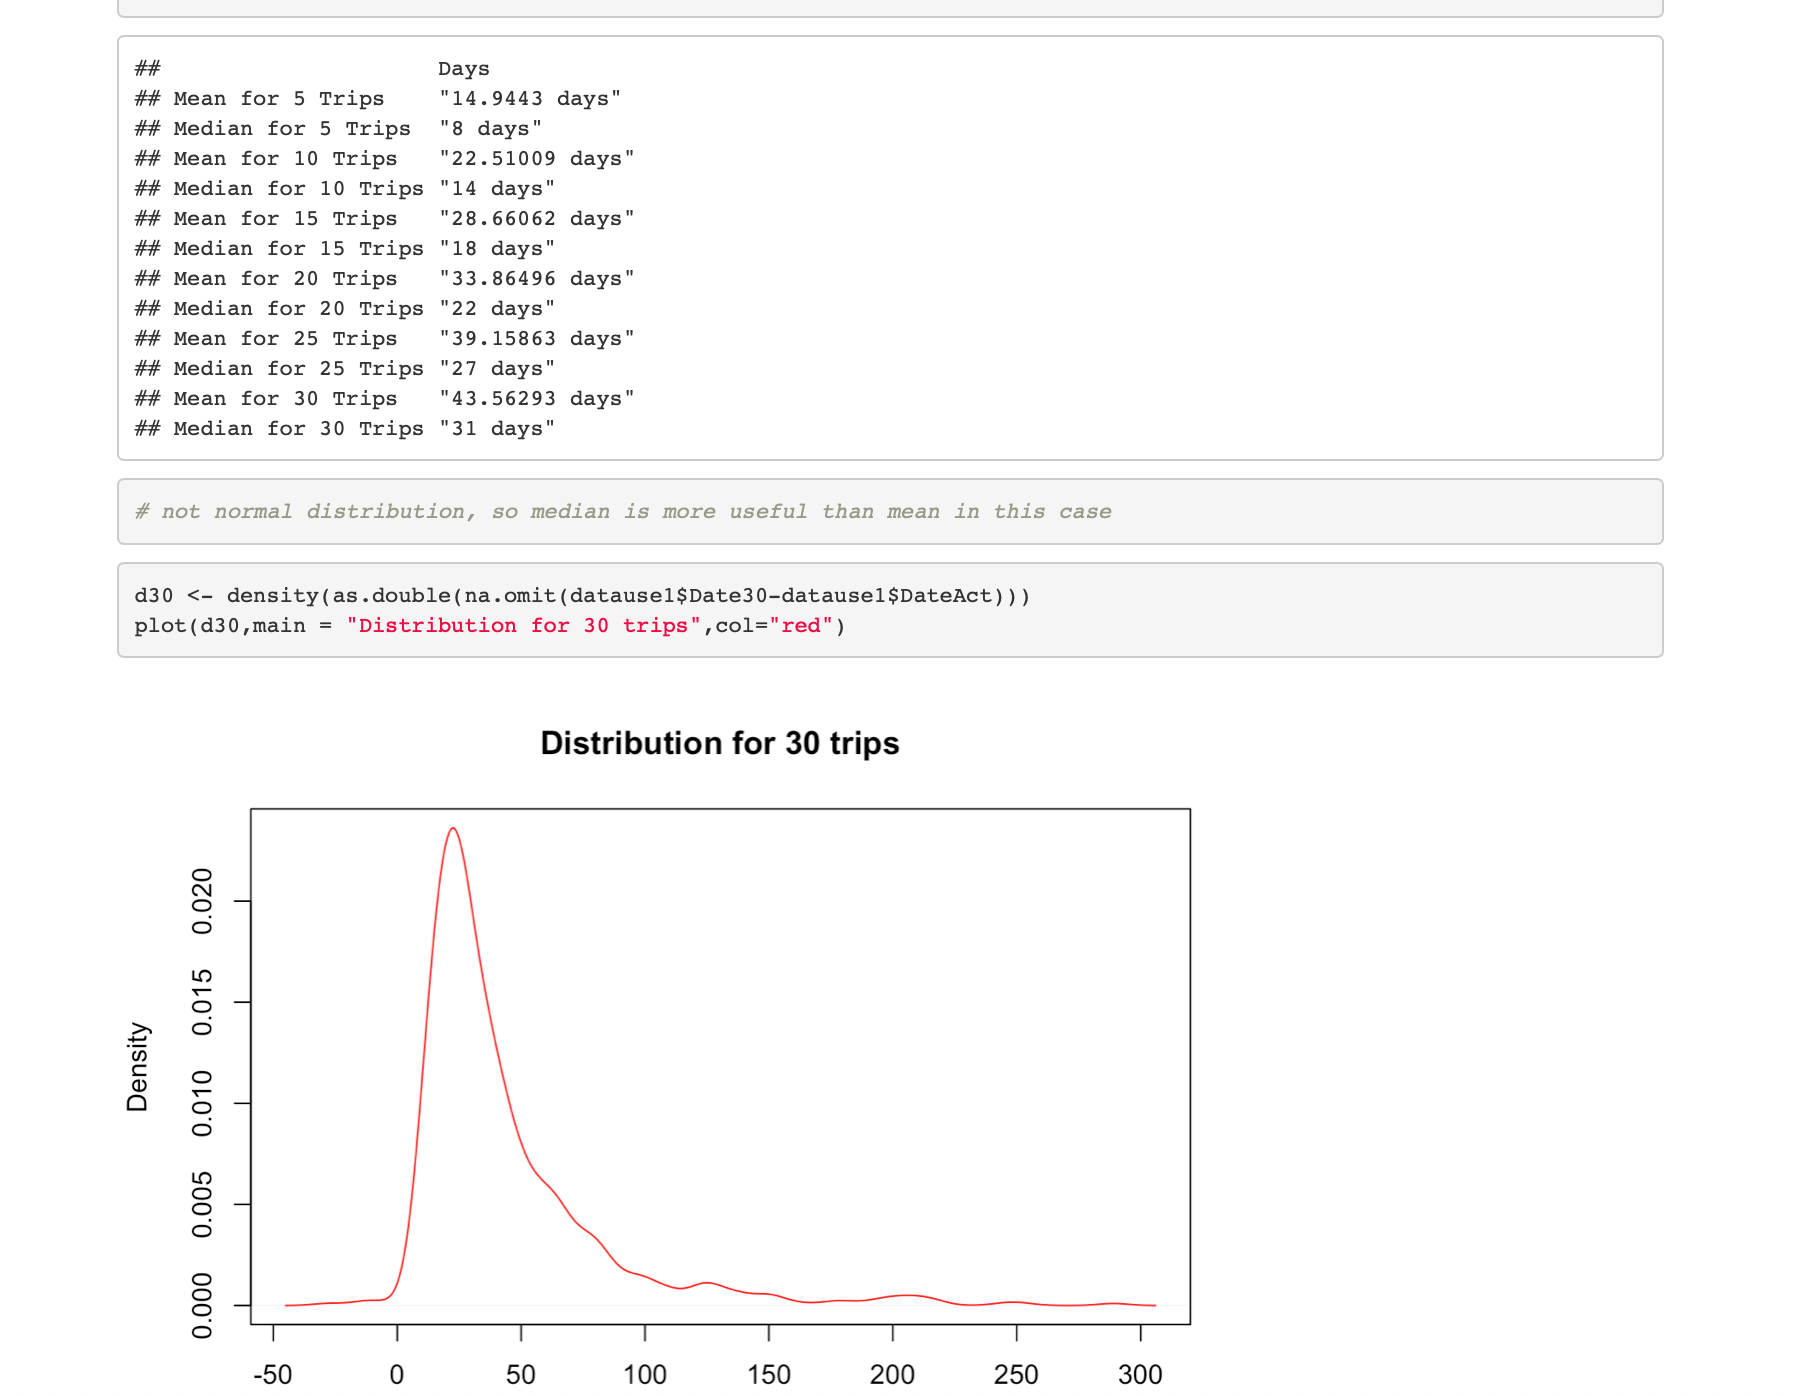 ##                     Days
## Mean for 5 Trips    "14.9443 days"
## Median for 5 Trips  "8 days"
## Mean for 10 Trips   "22.51009 days"
## Median for 10 Trips "14 days"
## Mean for 15 Trips   "28.66062 days"
## Median for 15 Trips "18 days"
## Mean for 20 Trips   "33.86496 days"
## Median for 20 Trips "22 days"
## Mean for 25 Trips   "39.15863 days"
## Median for 25 Trips "27 days"
## Mean for 30 Trips   "43.56293 days"
## Median for 30 Trips "31 days"
# not normal distribution, so median is more useful than mean in this case
d30 <- density(as.double(na.omit(datause1$Date30-datause1$DateAct)))
plot(d30,main = "Distribution for 30 trips",col="red")
Distribution for 30 trips
Density
0.020
0.015
0.010
0.005
0.000
-50 0 50 100 150 200 250 300